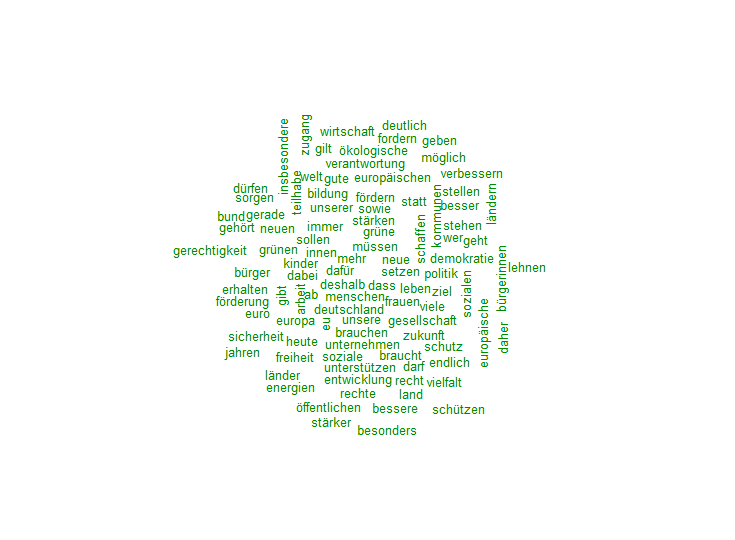 deutlich
wirtschaft
fordern
geben
insbesondere
zugang
gilt
ökologische
möglich
verantwortung
verbessern
welt
gute
europäischen
dürfen
sorgen
teilhabe
bildung
fördern
statt
kommunen
stellen
ländern
unserer
sowie
besser
bund
gerade
stärken
gehört
neuen
immer
grüne
schaffen
stehen
wer
geht
sollen
müssen
gerechtigkeit
grünen
innen
mehr
neue
demokratie
lehnen
kinder
bürger
dabei
dafür
setzen
politik
sozialen
bürgerinnen
erhalten
gibt
arbeit
ab
deshalb
dass
leben
ziel
menschen
frauen
viele
förderung
euro
deutschland
europa
eu
unsere
gesellschaft
europäische
daher
sicherheit
heute
brauchen
zukunft
unternehmen
schutz
jahren
freiheit
soziale
braucht
endlich
unterstützen
darf
länder
entwicklung
recht
vielfalt
energien
rechte
land
öffentlichen
bessere
schützen
stärker
besonders